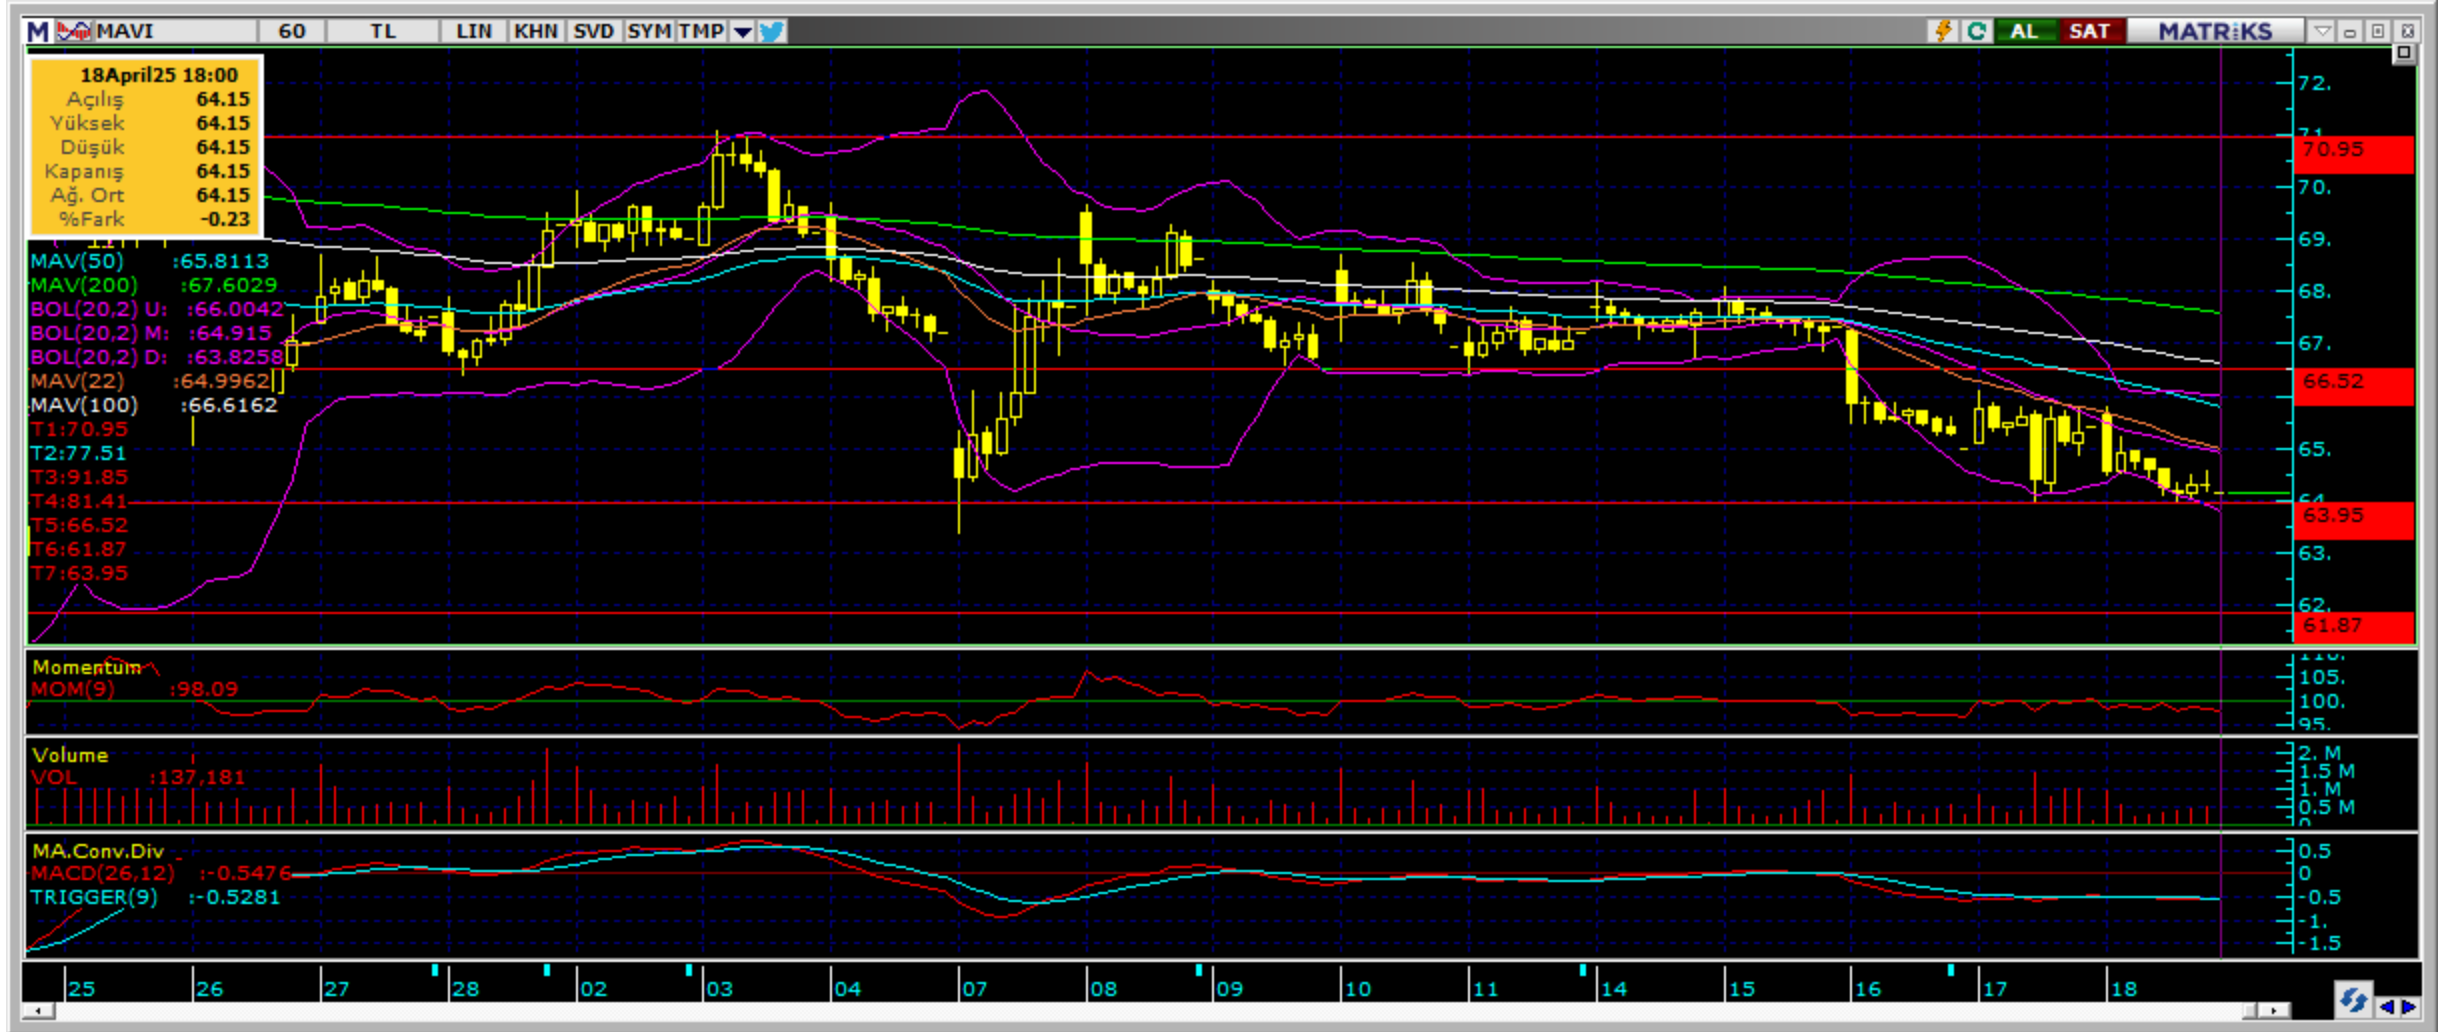 M MAVI 60 TL LIN KHN SVD SYM TMP AL SAT MATRiKS
18April25 18:00
Açılış 64.15
Yüksek 64.15
Düşük 64.15
Kapanış 64.15
Ağ. Ort 64.15
%Fark -0.23
MAV(50) :65.8113
MAV(200) :67.6029
BOL(20,2) U: :66.0042
BOL(20,2) M: :64.915
BOL(20,2) D: :63.8258
MAV(22) :64.9962
MAV(100) :66.6162
T1:70.95
T2:77.51
T3:91.85
T4:81.41
T5:66.52
T6:61.87
T7:63.95
72.
71.
70.95
70.
69.
68.
67.
66.52
65.
64.
63.95
63.
62.
61.87
Momentum
MOM(9) :98.09
110.
105.
100.
95.
Volume
VOL :137,181
2. M
1.5 M
1. M
0.5 M
0.
MA.Conv.Div
MACD(26,12) :-0.5476
TRIGGER(9) :-0.5281
0.5
0
-0.5
-1.
-1.5
25 26 27 28 02 03 04 07 08 09 10 11 14 15 16 17 18